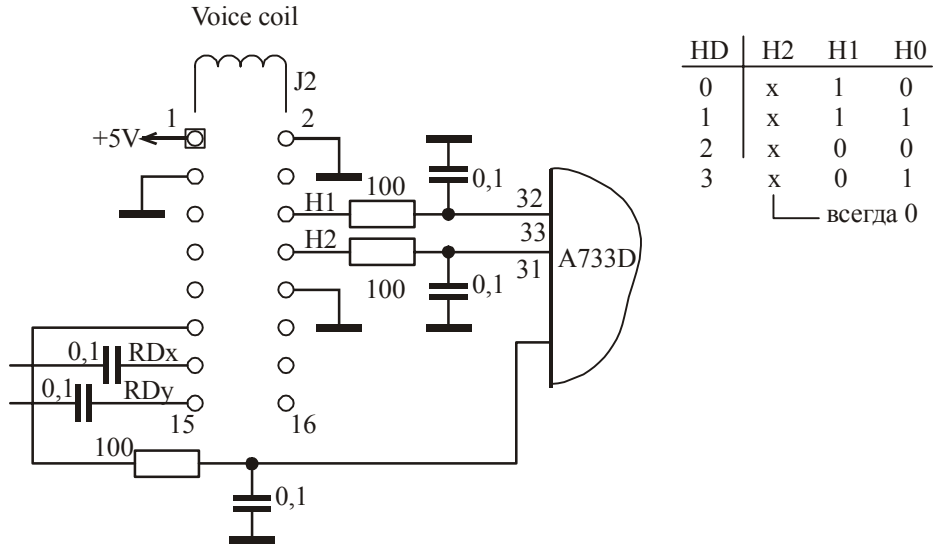 Voice coil
J2
1
2
+5V
H1
100
0,1
32
33
H2
100
0,1
31
A733D
0,1
RDx
0,1
RDy
15
16
100
0,1
HD H2 H1 H0
0 x 1 0
1 x 1 1
2 x 0 0
3 x 0 1
всегда 0